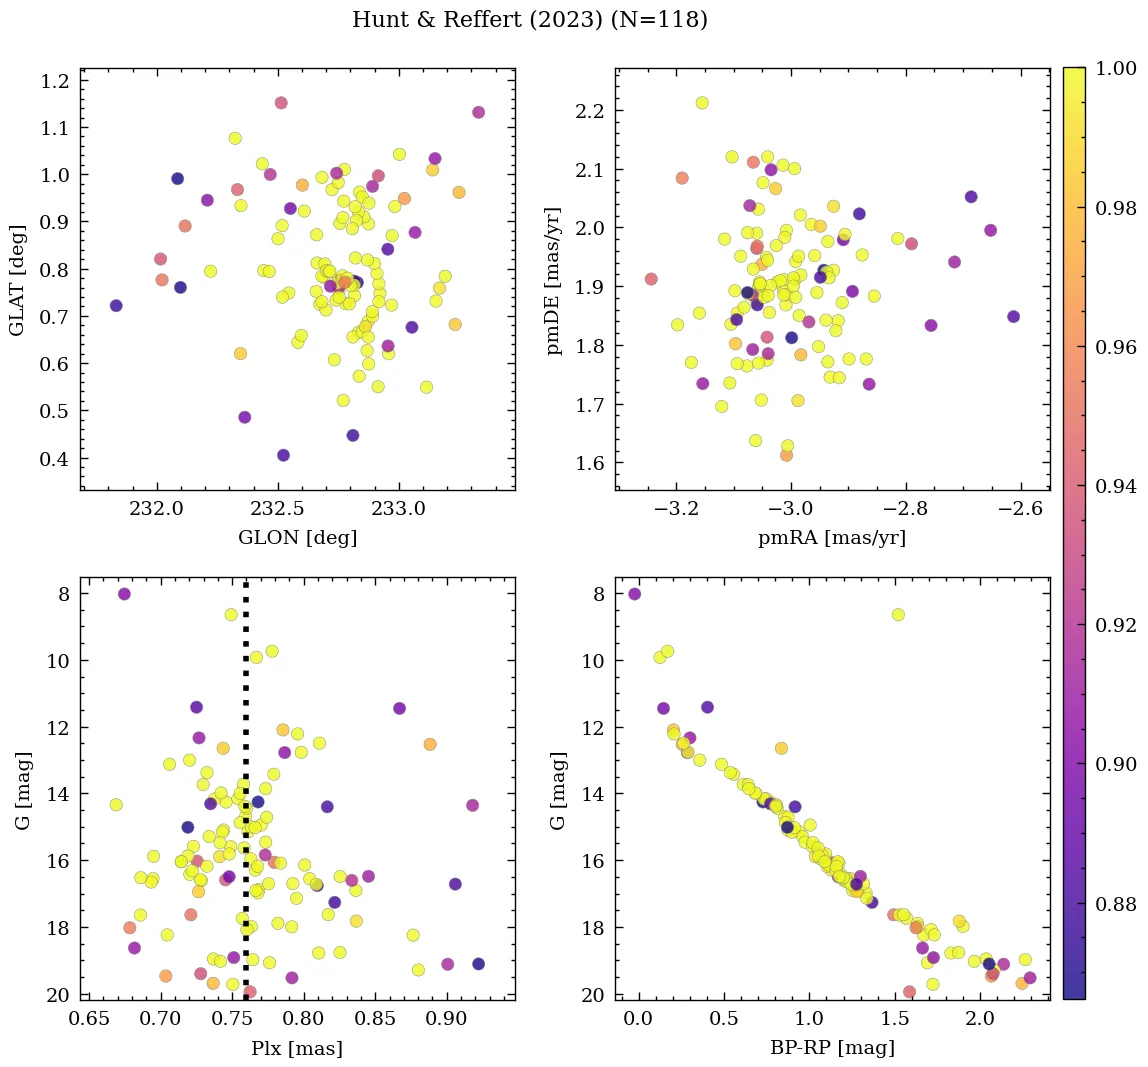 Hunt & Reffert (2023) (N=118)
1.2
1.1
1.0
0.9
0.8
0.7
0.6
0.5
0.4
GLAT [deg]
232.0 232.5 233.0
GLON [deg]
2.2
2.1
2.0
1.9
1.8
1.7
1.6
pmDE [mas/yr]
−3.2 −3.0 −2.8 −2.6
pmRA [mas/yr]
1.00
0.98
0.96
0.94
0.92
0.90
0.88
8
10
12
14
16
18
20
G [mag]
0.65 0.70 0.75 0.80 0.85 0.90
Plx [mas]
8
10
12
14
16
18
20
G [mag]
0.0 0.5 1.0 1.5 2.0
BP-RP [mag]